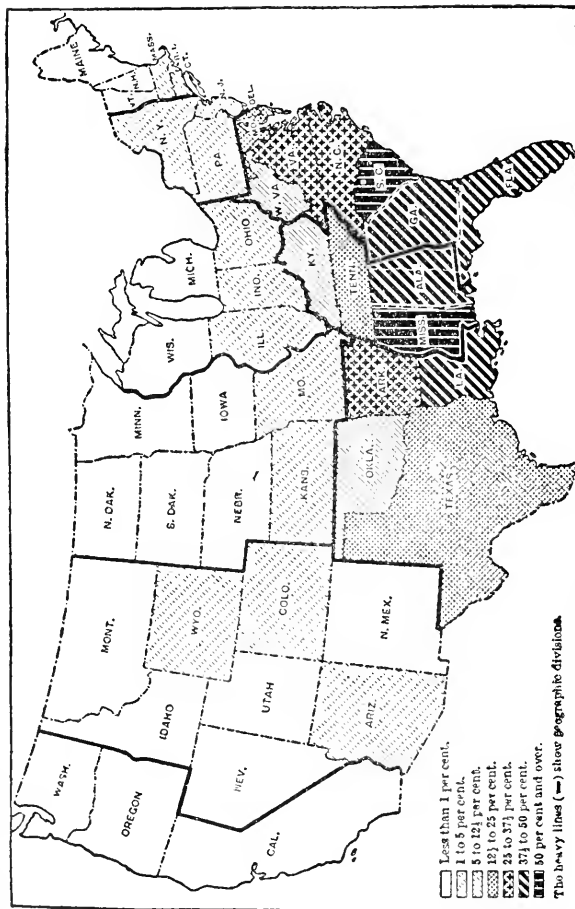 WASH.
OREGON
CAL.
NEV.
IDAHO
MONT.
WYO.
UTAH
COLO.
ARIZ.
N. MEX.
N. DAK.
S. DAK.
NEBR.
KANS.
OKLA.
TEXAS
MINN.
IOWA
MO.
ARK.
LA.
WIS.
MICH.
ILL.
IND.
OHIO
KY.
TENN.
MISS.
ALA.
GA.
FLA.
S.C.
N.C.
VA.
W.VA.
PA.
N.Y.
N.J.
DEL.
MAINE
VT.
N.H.
MASS.
R.I.
CT.
Less than 1 per cent.
1 to 5 per cent.
5 to 12½ per cent.
12½ to 25 per cent.
25 to 37½ per cent.
37½ to 50 per cent.
50 per cent and over.
The heavy lines (—) show geographic divisions.